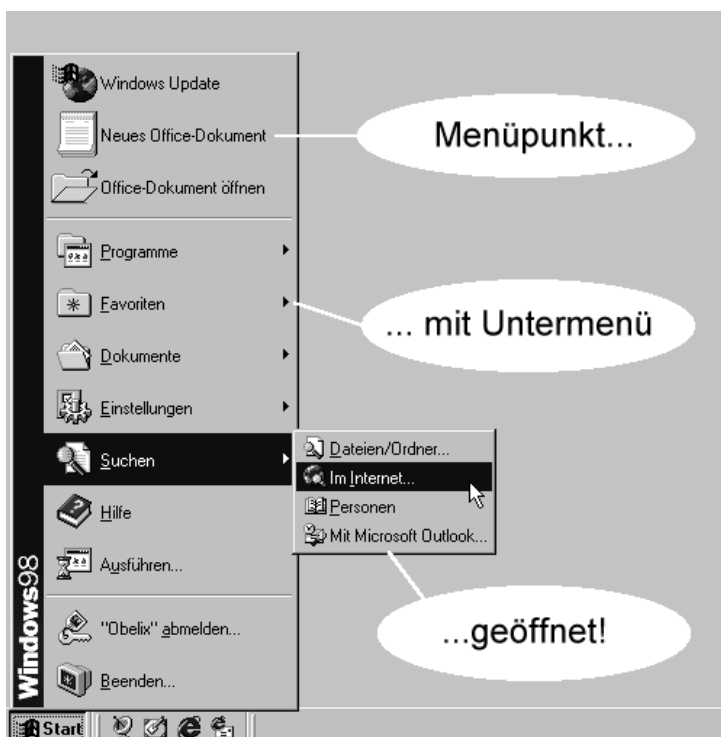 Windows Update
Neues Office-Dokument
Menüpunkt...
Office-Dokument öffnen
Programme
Favoriten
... mit Untermenü
Dokumente
Einstellungen
Suchen
Dateien/Ordner...
Im Internet...
Personen
Mit Microsoft Outlook...
Hilfe
Ausführen...
"Obelix" abmelden...
...geöffnet!
Beenden...
Windows98
Start